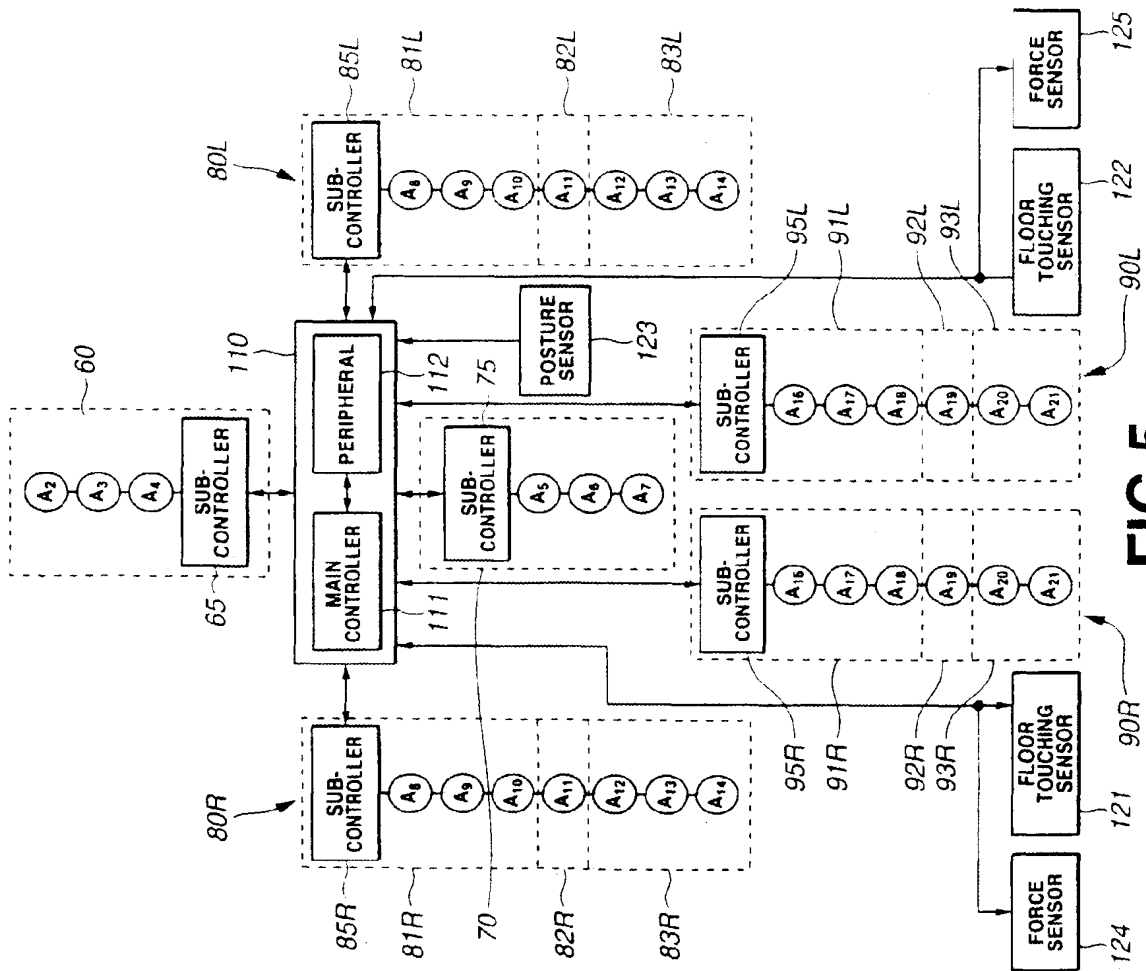 60
A2
A3
A4
SUB-
CONTROLLER
65
110
MAIN
CONTROLLER
111
PERIPHERAL
112
80R
SUB-
CONTROLLER
85R
A8
A9
A10
A11
A12
A13
A14
81R
82R
83R
80L
SUB-
CONTROLLER
85L
A8
A9
A10
A11
A12
A13
A14
81L
82L
83L
POSTURE
SENSOR
123
75
SUB-
CONTROLLER
A5
A6
A7
70
SUB-
CONTROLLER
95R
A16
A17
A18
A19
A20
A21
91R
92R
93R
90R
SUB-
CONTROLLER
95L
A16
A17
A18
A19
A20
A21
91L
92L
93L
90L
FORCE
SENSOR
124
FLOOR
TOUCHING
SENSOR
121
FLOOR
TOUCHING
SENSOR
122
FORCE
SENSOR
125